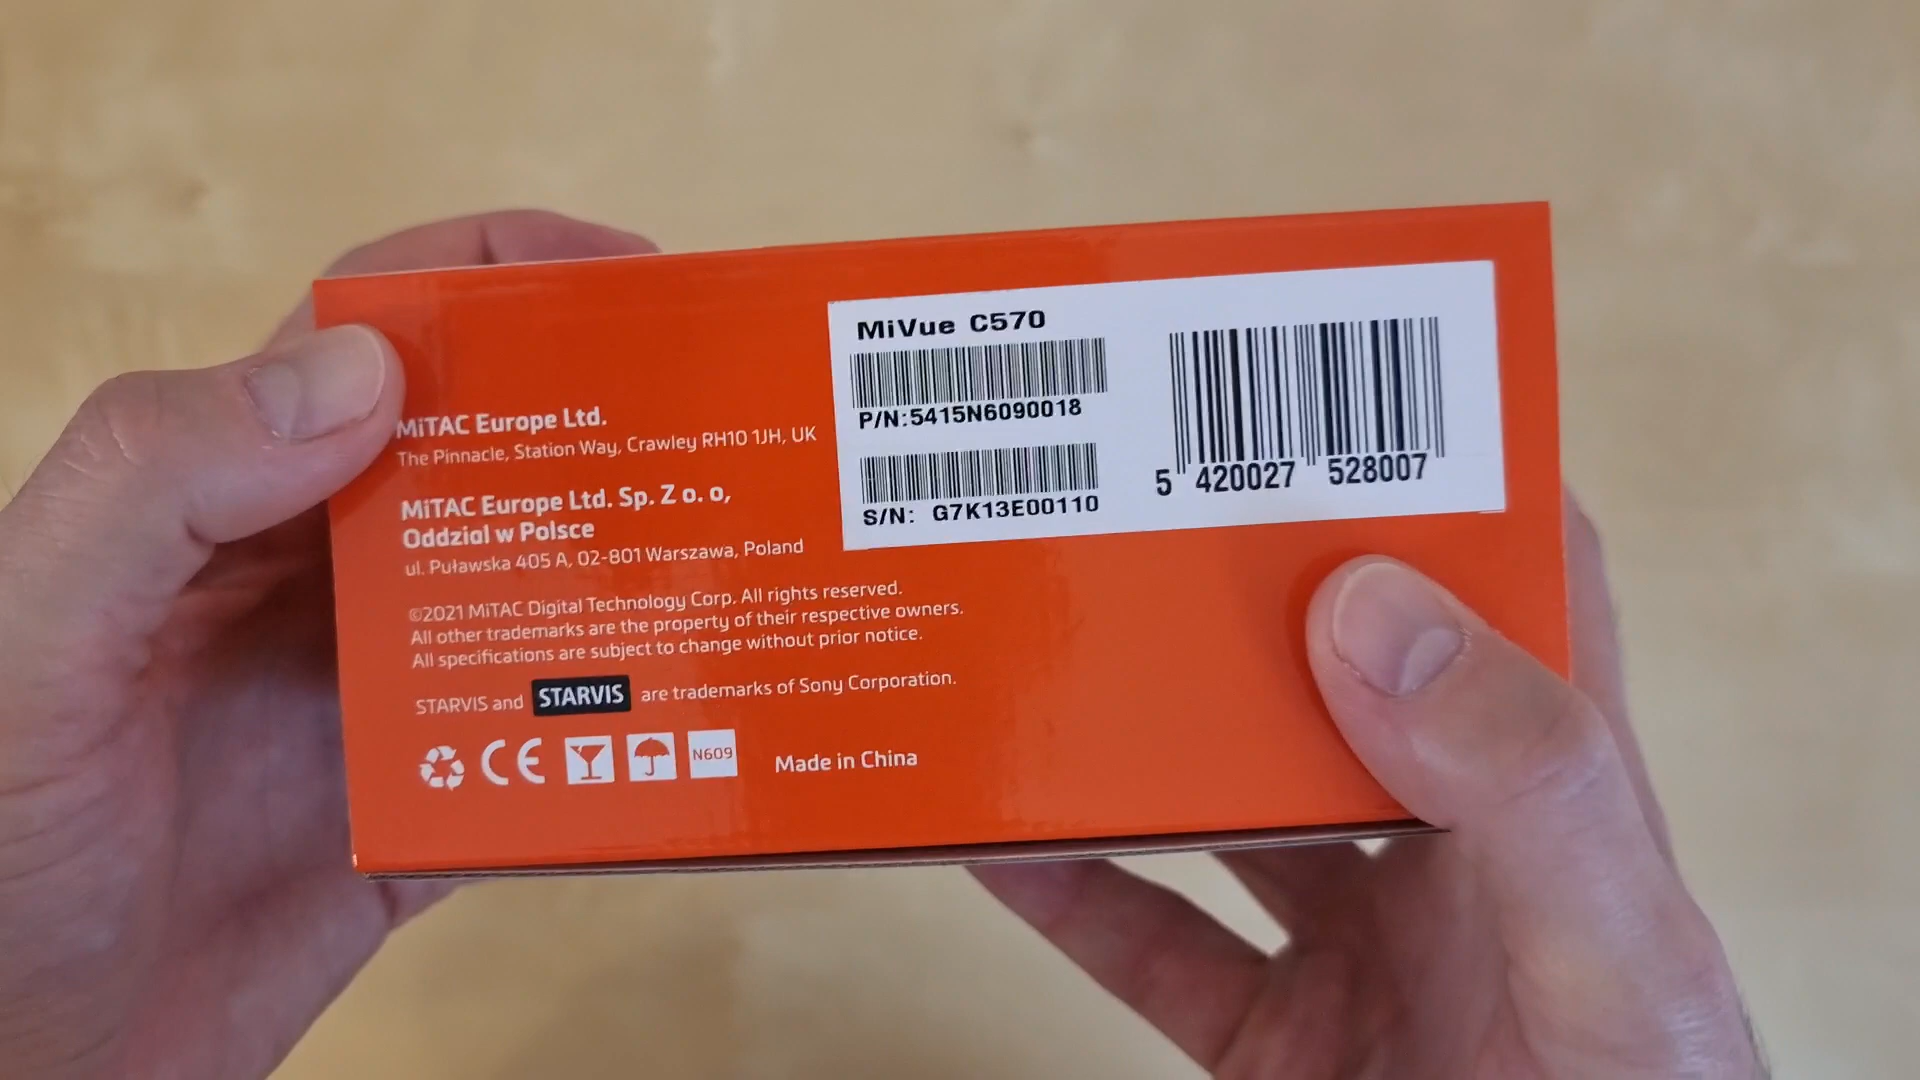 MiTAC Europe Ltd.
The Pinnacle, Station Way, Crawley RH10 1JH, UK
MiTAC Europe Ltd. Sp. Z o. o,
Oddzial w Polsce
ul. Puławska 405 A, 02-801 Warszawa, Poland
©2021 MiTAC Digital Technology Corp. All rights reserved.
All other trademarks are the property of their respective owners.
All specifications are subject to change without prior notice.
STARVIS and STARVIS are trademarks of Sony Corporation.
CE N609 Made in China
MiVue C570
P/N:5415N6090018
S/N: G7K13E00110
5 420027 528007